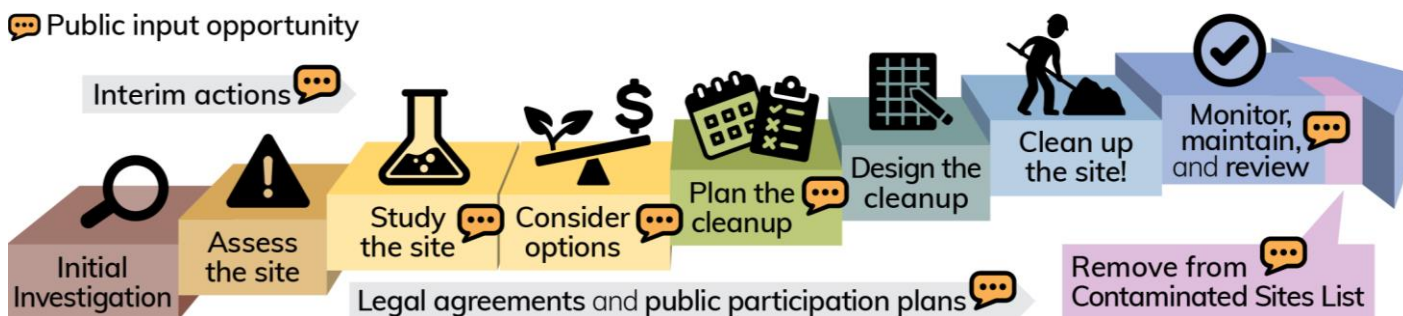 Public input opportunity
Interim actions
Initial
Investigation
Assess
the site
Study
the site
Consider
options
Plan the
cleanup
Design the
cleanup
Clean up
the site!
Monitor,
maintain,
and review
Legal agreements and public participation plans
Remove from
Contaminated Sites List